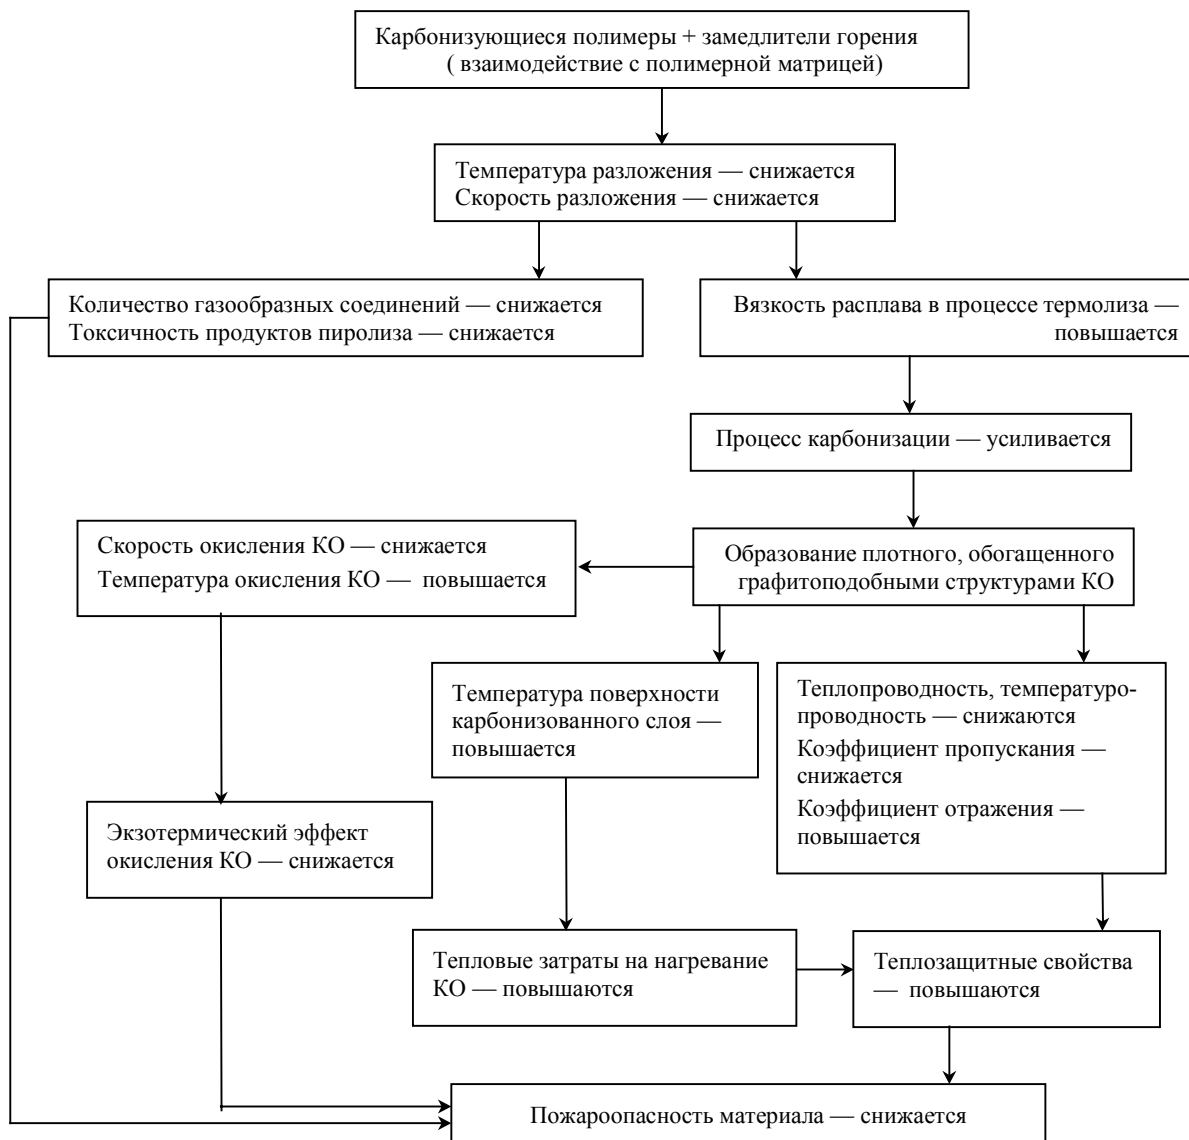 Карбонизующиеся полимеры + замедлители горения
( взаимодействие с полимерной матрицей)
Температура разложения — снижается
Скорость разложения — снижается
Количество газообразных соединений — снижается
Токсичность продуктов пиролиза — снижается
Вязкость расплава в процессе термолиза —
повышается
Процесс карбонизации — усиливается
Скорость окисления КО — снижается
Температура окисления КО — повышается
Образование плотного, обогащенного
графитоподобными структурами КО
Температура поверхности
карбонизованного слоя —
повышается
Теплопроводность, температуро-
проводность — снижаются
Коэффициент пропускания —
снижается
Коэффициент отражения —
повышается
Экзотермический эффект
окисления КО — снижается
Тепловые затраты на нагревание
КО — повышаются
Теплозащитные свойства
— повышаются
Пожароопасность материала — снижается